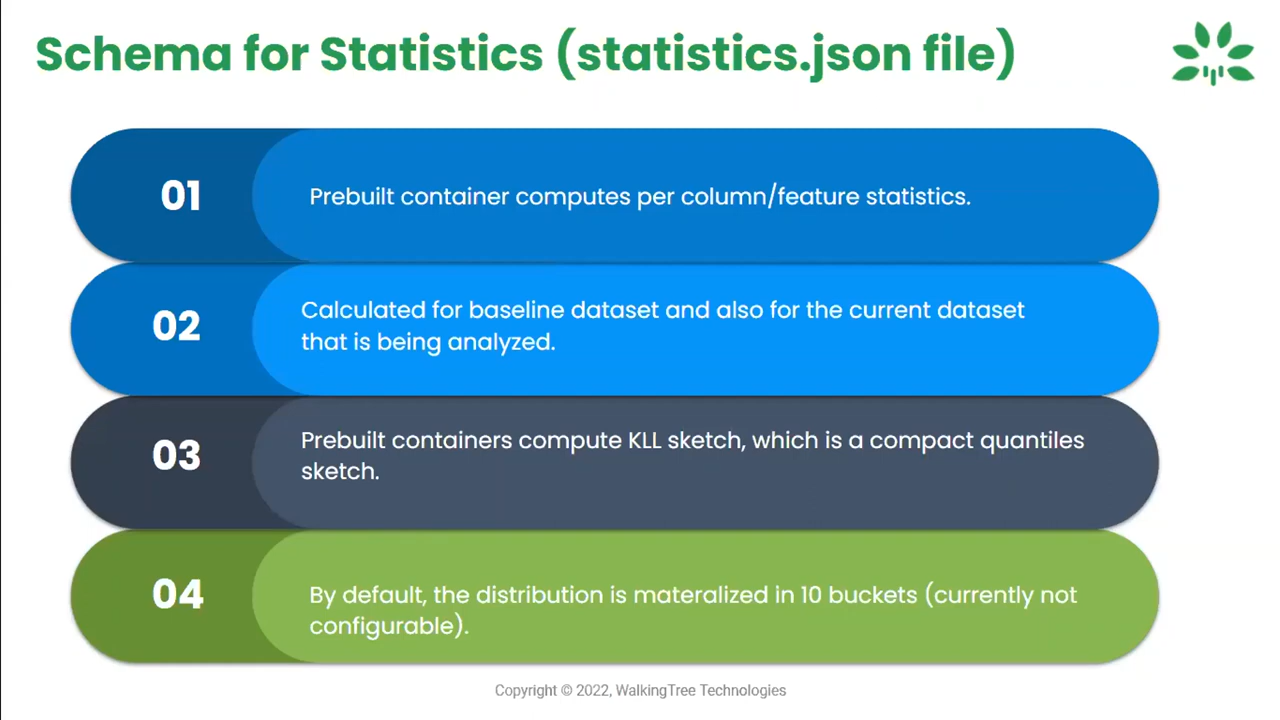 Schema for Statistics (statistics.json file)
01
Prebuilt container computes per column/feature statistics.
02
Calculated for baseline dataset and also for the current dataset
that is being analyzed.
03
Prebuilt containers compute KLL sketch, which is a compact quantiles
sketch.
04
By default, the distribution is materalized in 10 buckets (currently not
configurable).
Copyright © 2022, WalkingTree Technologies